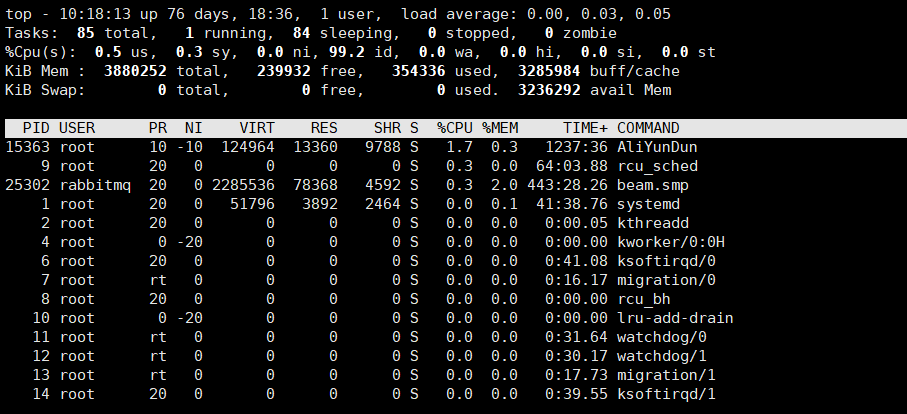 top - 10:18:13 up 76 days, 18:36,  1 user,  load average: 0.00, 0.03, 0.05
Tasks:  85 total,   1 running,  84 sleeping,   0 stopped,   0 zombie
%Cpu(s):  0.5 us,  0.3 sy,  0.0 ni, 99.2 id,  0.0 wa,  0.0 hi,  0.0 si,  0.0 st
KiB Mem :  3880252 total,   239932 free,   354336 used,  3285984 buff/cache
KiB Swap:        0 total,        0 free,        0 used.  3236292 avail Mem
  PID USER      PR  NI    VIRT    RES    SHR S  %CPU %MEM     TIME+ COMMAND
15363 root      10 -10  124964  13360   9788 S   1.7  0.3   1237:36 AliYunDun
    9 root      20   0       0      0      0 S   0.3  0.0  64:03.88 rcu_sched
25302 rabbitmq  20   0 2285536  78368   4592 S   0.3  2.0 443:28.26 beam.smp
    1 root      20   0   51796   3892   2464 S   0.0  0.1  41:38.76 systemd
    2 root      20   0       0      0      0 S   0.0  0.0   0:00.05 kthreadd
    4 root       0 -20       0      0      0 S   0.0  0.0   0:00.00 kworker/0:0H
    6 root      20   0       0      0      0 S   0.0  0.0   0:41.08 ksoftirqd/0
    7 root      rt   0       0      0      0 S   0.0  0.0   0:16.17 migration/0
    8 root      20   0       0      0      0 S   0.0  0.0   0:00.00 rcu_bh
   10 root       0 -20       0      0      0 S   0.0  0.0   0:00.00 lru-add-drain
   11 root      rt   0       0      0      0 S   0.0  0.0   0:31.64 watchdog/0
   12 root      rt   0       0      0      0 S   0.0  0.0   0:30.17 watchdog/1
   13 root      rt   0       0      0      0 S   0.0  0.0   0:17.73 migration/1
   14 root      20   0       0      0      0 S   0.0  0.0   0:39.55 ksoftirqd/1